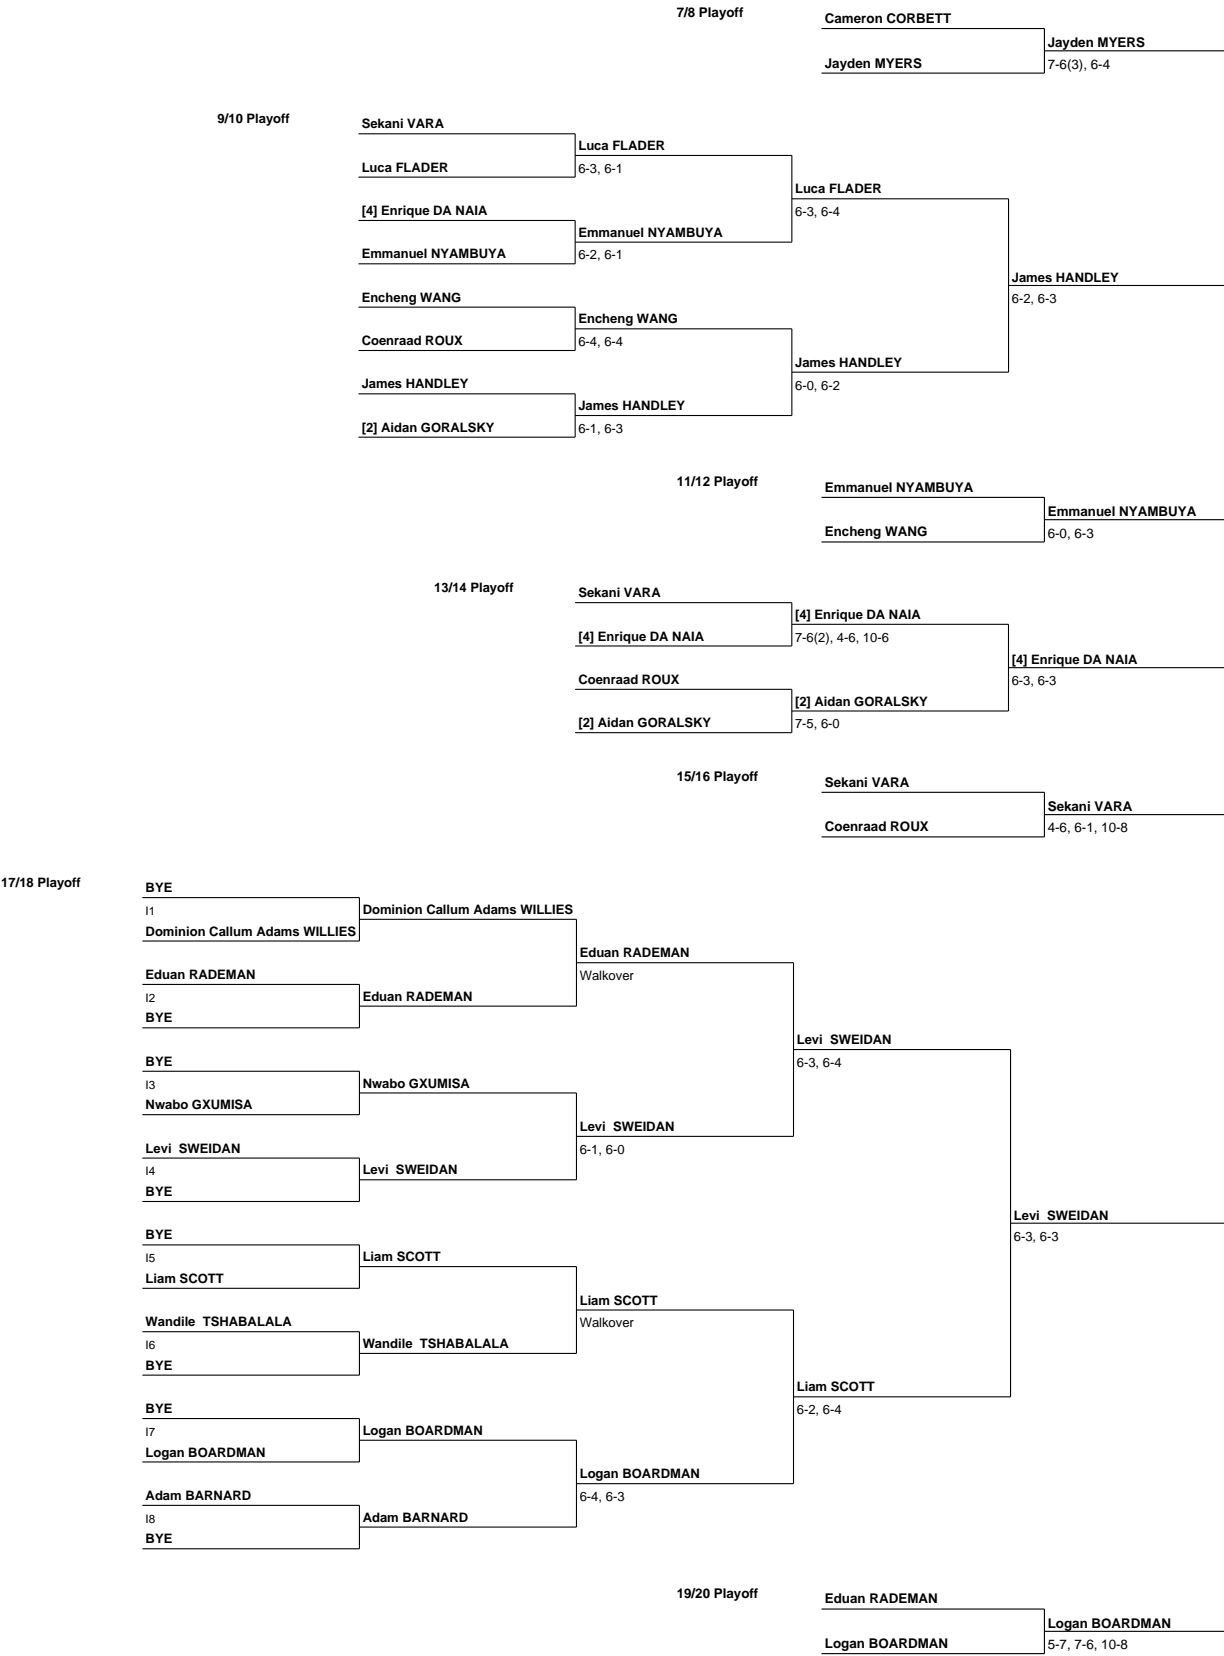 7/8 Playoff
Cameron CORBETT
Jayden MYERS
Jayden MYERS
7-6(3), 6-4
9/10 Playoff
Sekani VARA
Luca FLADER
Luca FLADER
6-3, 6-1
Luca FLADER
6-3, 6-4
[4] Enrique DA NAIA
Emmanuel NYAMBUYA
Emmanuel NYAMBUYA
6-2, 6-1
James HANDLEY
6-2, 6-3
Encheng WANG
Encheng WANG
Coenraad ROUX
6-4, 6-4
James HANDLEY
6-0, 6-2
James HANDLEY
James HANDLEY
[2] Aidan GORALSKY
6-1, 6-3
11/12 Playoff
Emmanuel NYAMBUYA
Emmanuel NYAMBUYA
Encheng WANG
6-0, 6-3
13/14 Playoff
Sekani VARA
[4] Enrique DA NAIA
[4] Enrique DA NAIA
7-6(2), 4-6, 10-6
[4] Enrique DA NAIA
6-3, 6-3
Coenraad ROUX
[2] Aidan GORALSKY
[2] Aidan GORALSKY
7-5, 6-0
15/16 Playoff
Sekani VARA
Sekani VARA
Coenraad ROUX
4-6, 6-1, 10-8
17/18 Playoff
BYE
I1
Dominion Callum Adams WILLIES
Dominion Callum Adams WILLIES
Eduan RADEMAN
Walkover
Eduan RADEMAN
I2
Eduan RADEMAN
BYE
Levi  SWEIDAN
6-3, 6-4
BYE
I3
Nwabo GXUMISA
Nwabo GXUMISA
Levi  SWEIDAN
6-1, 6-0
Levi  SWEIDAN
I4
Levi  SWEIDAN
BYE
Levi  SWEIDAN
6-3, 6-3
BYE
I5
Liam SCOTT
Liam SCOTT
Liam SCOTT
Walkover
Wandile  TSHABALALA
I6
Wandile  TSHABALALA
BYE
Liam SCOTT
6-2, 6-4
BYE
I7
Logan BOARDMAN
Logan BOARDMAN
Logan BOARDMAN
6-4, 6-3
Adam BARNARD
I8
Adam BARNARD
BYE
19/20 Playoff
Eduan RADEMAN
Logan BOARDMAN
Logan BOARDMAN
5-7, 7-6, 10-8